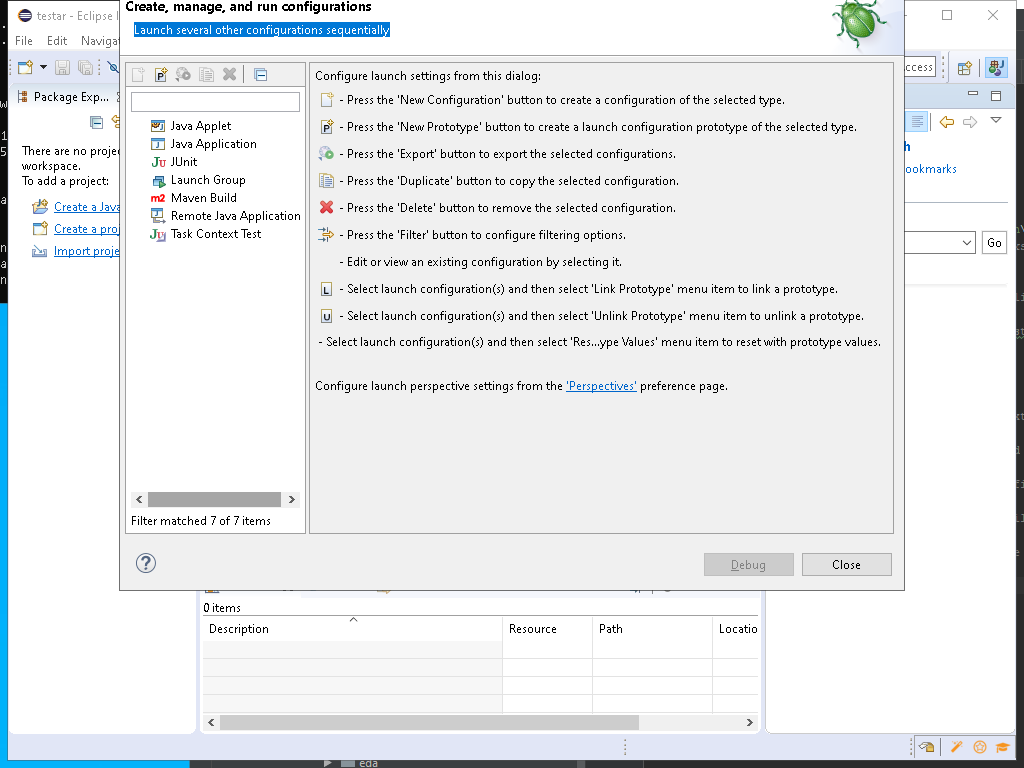 Create, manage, and run configurations
testar - Eclipse I
Launch several other configurations sequentially
File Edit Navigat
ccess
Package Exp...
Configure launch settings from this dialog:
- Press the 'New Configuration' button to create a configuration of the selected type.
Java Applet
- Press the 'New Prototype' button to create a launch configuration prototype of the selected type.
Java Application
There are no proje
workspace.
To add a project:
JUnit
- Press the 'Export' button to export the selected configurations.
Launch Group
- Press the 'Duplicate' button to copy the selected configuration.
ookmarks
Maven Build
Create a Java
- Press the 'Delete' button to remove the selected configuration.
Remote Java Application
Create a proj
- Press the 'Filter' button to configure filtering options.
Task Context Test
Go
Import proje
- Edit or view an existing configuration by selecting it.
L - Select launch configuration(s) and then select 'Link Prototype' menu item to link a prototype.
U - Select launch configuration(s) and then select 'Unlink Prototype' menu item to unlink a prototype.
- Select launch configuration(s) and then select 'Res...ype Values' menu item to reset with prototype values.
Configure launch perspective settings from the 'Perspectives' preference page.
Filter matched 7 of 7 items
?
Debug
Close
0 items
Description Resource Path Locatio
eda